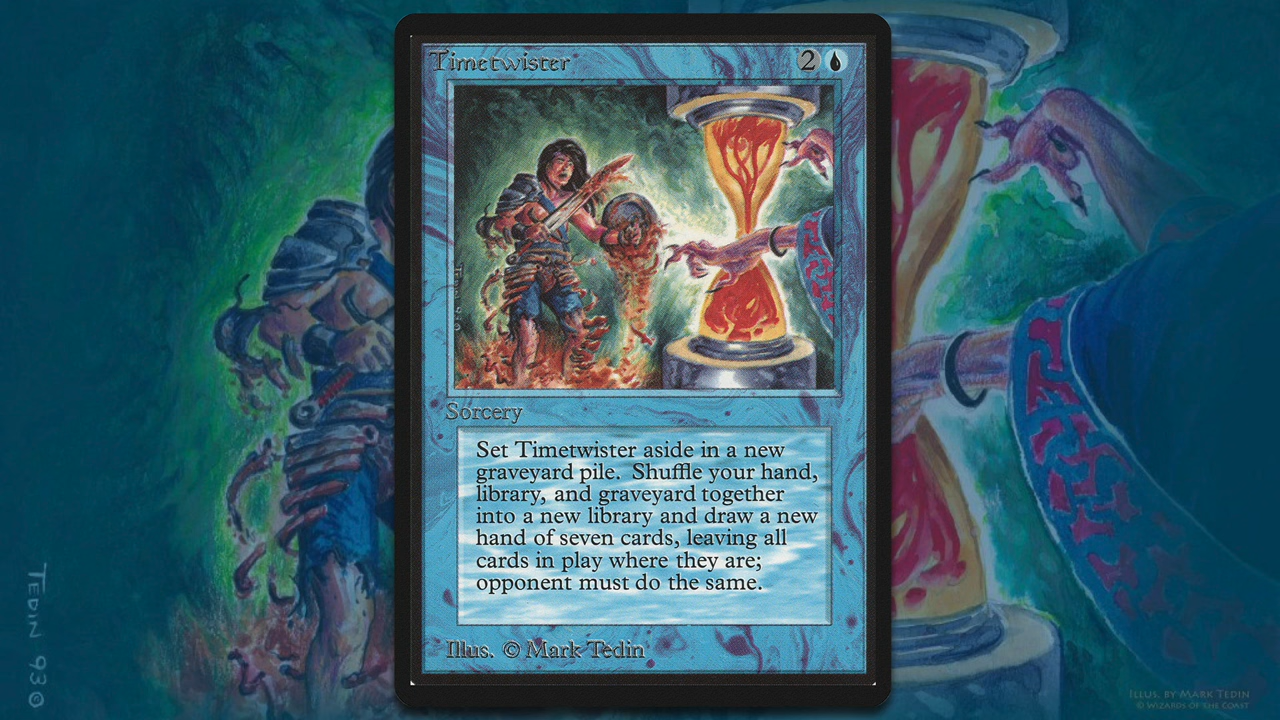 Timetwister 2
Sorcery
Set Timetwister aside in a new
graveyard pile. Shuffle your hand,
library, and graveyard together
into a new library and draw a new
hand of seven cards, leaving all
cards in play where they are;
opponent must do the same.
Illus. © Mark Tedin
TEDIN 93©
ILLUS. BY MARK TEDIN
© WIZARDS OF THE COAST